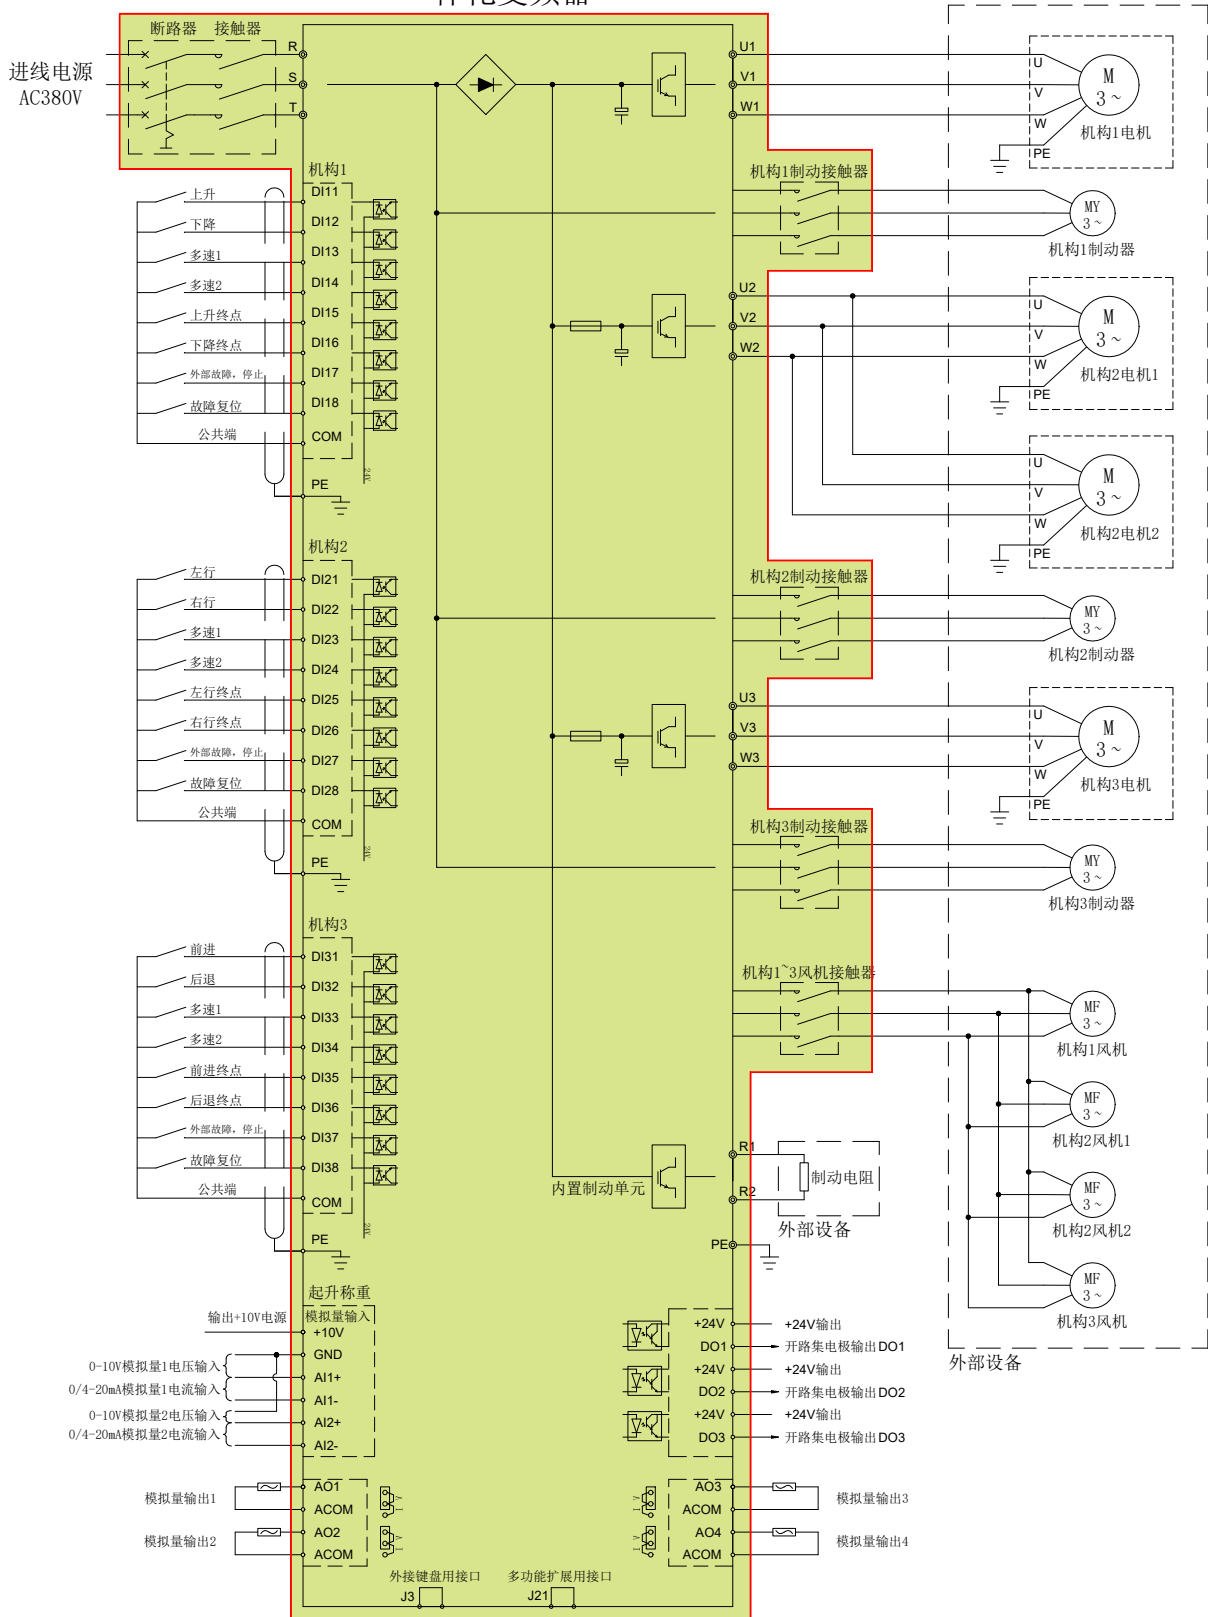 断路器 接触器
进线电源
AC380V
R
S
T
U1
V1
W1
U
V
W
PE
M
3~
机构1电机
机构1
DI11
DI12
DI13
DI14
DI15
DI16
DI17
DI18
COM
PE
24V
上升
下降
多速1
多速2
上升终点
下降终点
外部故障，停止
故障复位
公共端
机构1制动接触器
MY
3~
机构1制动器
U2
V2
W2
U
V
W
PE
M
3~
机构2电机1
U
V
W
PE
M
3~
机构2电机2
机构2
DI21
DI22
DI23
DI24
DI25
DI26
DI27
DI28
COM
PE
24V
左行
右行
多速1
多速2
左行终点
右行终点
外部故障，停止
故障复位
公共端
机构2制动接触器
MY
3~
机构2制动器
U3
V3
W3
U
V
W
PE
M
3~
机构3电机
机构3制动接触器
MY
3~
机构3制动器
机构3
DI31
DI32
DI33
DI34
DI35
DI36
DI37
DI38
COM
PE
24V
前进
后退
多速1
多速2
前进终点
后退终点
外部故障，停止
故障复位
公共端
机构1~3风机接触器
MF
3~
机构1风机
MF
3~
机构2风机1
MF
3~
机构2风机2
MF
3~
机构3风机
外部设备
内置制动单元
R1
R2
制动电阻
外部设备
PE
起升称重
模拟量输入
输出+10V电源
+10V
GND
AI1+
AI1-
AI2+
AI2-
0-10V模拟量1电压输入
0/4-20mA模拟量1电流输入
0-10V模拟量2电压输入
0/4-20mA模拟量2电流输入
+24V
DO1
+24V
DO2
+24V
DO3
+24V输出
开路集电极输出DO1
+24V输出
开路集电极输出DO2
+24V输出
开路集电极输出DO3
模拟量输出1
AO1
ACOM
V
I
模拟量输出2
AO2
ACOM
V
I
AO3
ACOM
V
I
模拟量输出3
AO4
ACOM
V
I
模拟量输出4
外接键盘用接口
J3
多功能扩展用接口
J21